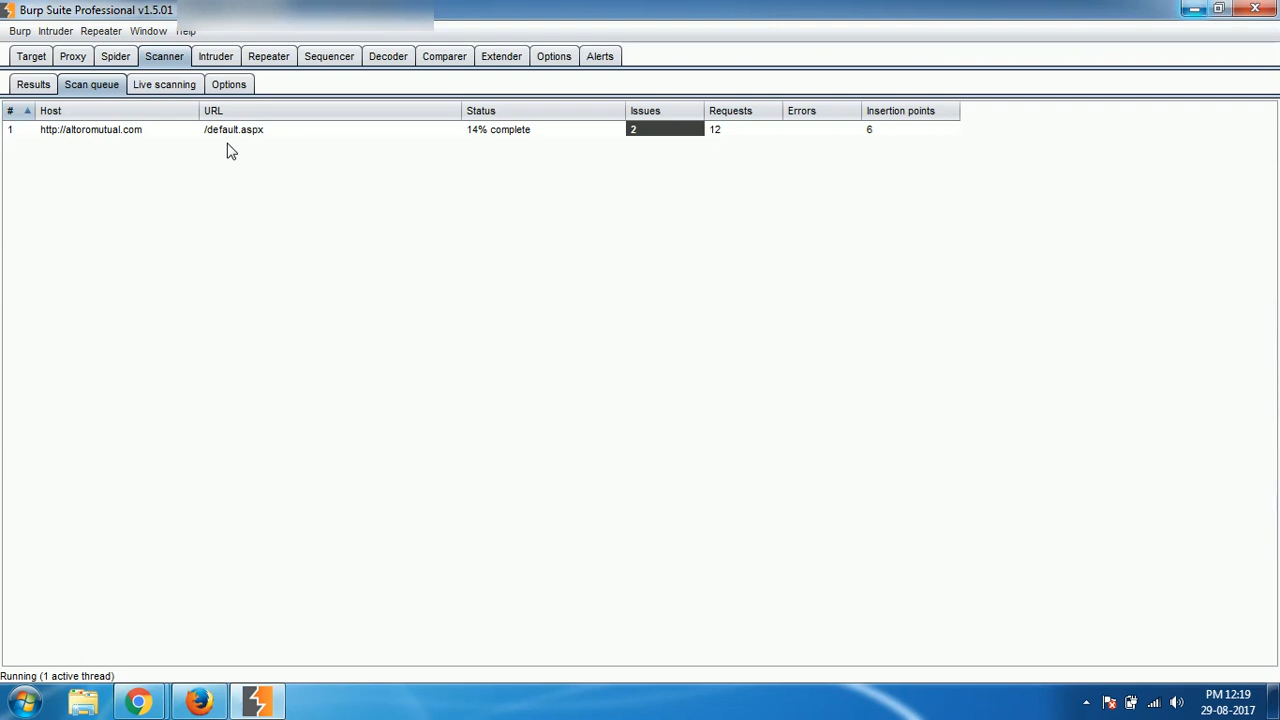 Burp Suite Professional v1.5.01
Burp Intruder Repeater Window Help
Target Proxy Spider Scanner Intruder Repeater Sequencer Decoder Comparer Extender Options Alerts
Results Scan queue Live scanning Options
# Host URL Status Issues Requests Errors Insertion points
1 http://altoromutual.com /default.aspx 14% complete 2 12 6
Running (1 active thread)
PM 12:19
29-08-2017